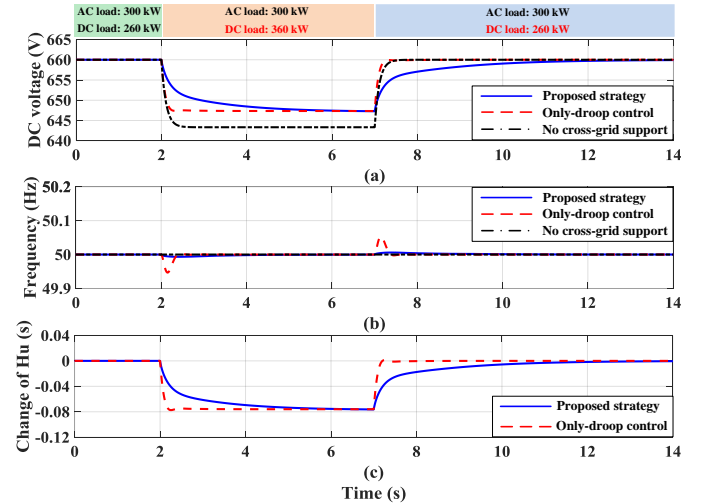 AC load: 300 kW
DC load: 260 kW
AC load: 300 kW
DC load: 360 kW
AC load: 300 kW
DC load: 260 kW
DC voltage (V)
665
660
655
650
645
640
0
2
4
6
8
10
12
14
Proposed strategy
Only-droop control
No cross-grid support
(a)
Frequency (Hz)
50.2
50.1
50
49.9
0
2
4
6
8
10
12
14
Proposed strategy
Only-droop control
No cross-grid support
(b)
Change of Hu (s)
0.04
0
-0.04
-0.08
-0.12
0
2
4
6
8
10
12
14
Proposed strategy
Only-droop control
(c)
Time (s)